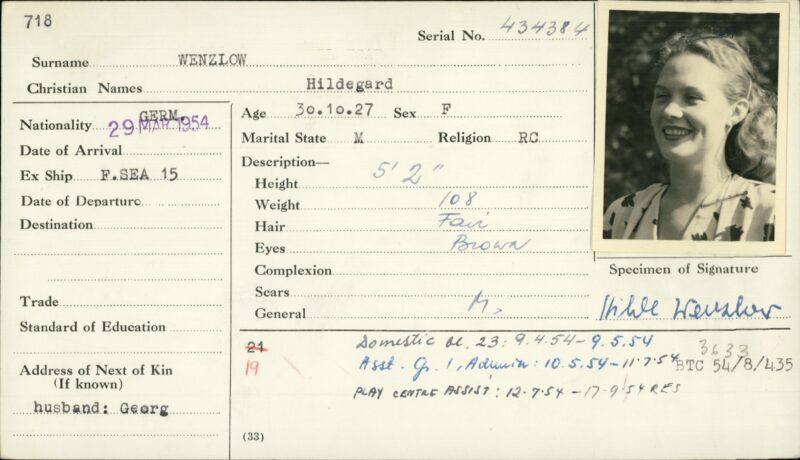 718
Serial No. 434384
Surname WENZLOW
Christian Names Hildegard
Nationality GERM.
29 MAR 1954
Date of Arrival
Ex Ship F.SEA 15
Date of Departure
Destination
Trade
Standard of Education
Address of Next of Kin
(If known)
husband: Georg
Age 30.10.27 Sex F
Marital State M Religion RC
Description—
Height 5' 2"
Weight 108
Hair Fair
Eyes Brown
Complexion
Scars
General M,
Specimen of Signature
Hilde Wenzlow
21
19
Domestic 23: 9.4.54 - 9.5.54
Asst. Gr. 1, Admin: 10.5.54 - 11.7.54
3633
BTC 54/8/435
PLAY CENTRE ASSIST: 12.7.54 - 17.9.54 RES
(33)